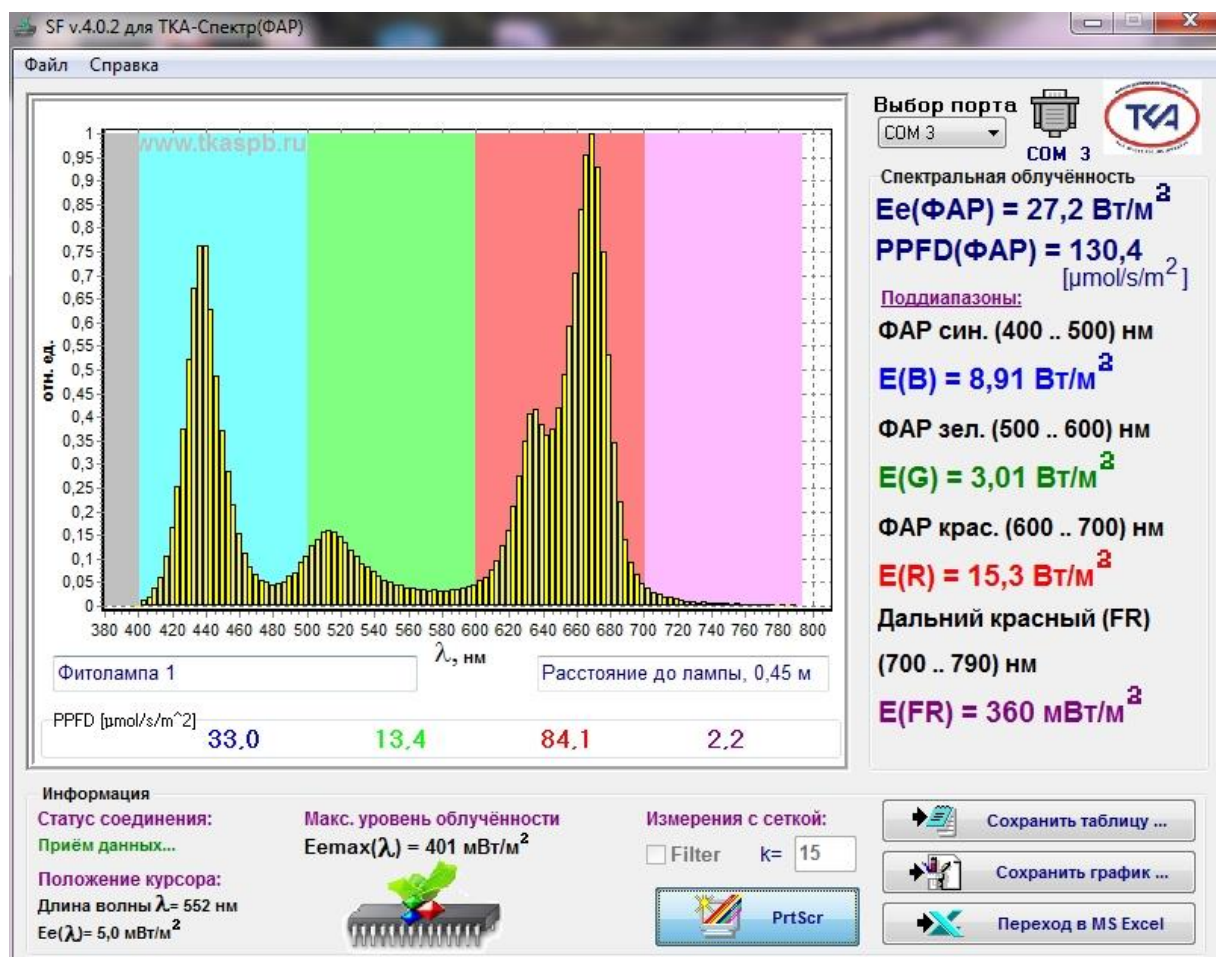 SF v.4.0.2 для ТКА-Спектр(ФАР)
Файл Справка
www.tkaspb.ru
1
0,95
0,9
0,85
0,8
0,75
0,7
0,65
0,6
0,55
0,5
0,45
0,4
0,35
0,3
0,25
0,2
0,15
0,1
0,05
0
отн. ед.
380 400 420 440 460 480 500 520 540 560 580 600 620 640 660 680 700 720 740 760 780 800
λ, нм
Фитолампа 1
Расстояние до лампы, 0,45 м
PPFD [µmol/s/m^2]
33,0 13,4 84,1 2,2
Выбор порта
COM 3
COM 3
ТКА
Спектральная облучённость
Ee(ФАР) = 27,2 Вт/м²
PPFD(ФАР) = 130,4
[µmol/s/m²]
Поддиапазоны:
ФАР син. (400 .. 500) нм
E(B) = 8,91 Вт/м²
ФАР зел. (500 .. 600) нм
E(G) = 3,01 Вт/м²
ФАР крас. (600 .. 700) нм
E(R) = 15,3 Вт/м²
Дальний красный (FR)
(700 .. 790) нм
E(FR) = 360 мВт/м²
Информация
Статус соединения:
Приём данных...
Положение курсора:
Длина волны λ= 552 нм
Ee(λ)= 5,0 мВт/м²
Макс. уровень облучённости
Eemax(λ) = 401 мВт/м²
Измерения с сеткой:
Filter k= 15
PrtScr
Сохранить таблицу ...
Сохранить график ...
Переход в MS Excel